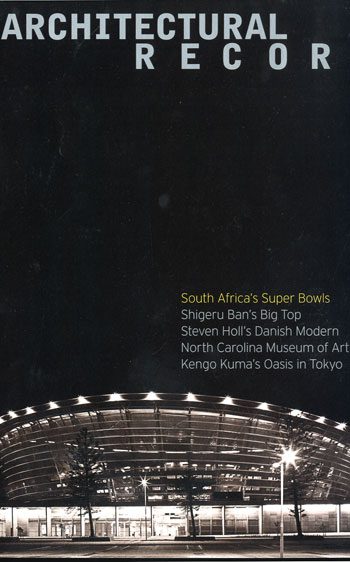 ARCHITECTURAL
RECOR
South Africa's Super Bowls
Shigeru Ban's Big Top
Steven Holl's Danish Modern
North Carolina Museum of Art
Kengo Kuma's Oasis in Tokyo